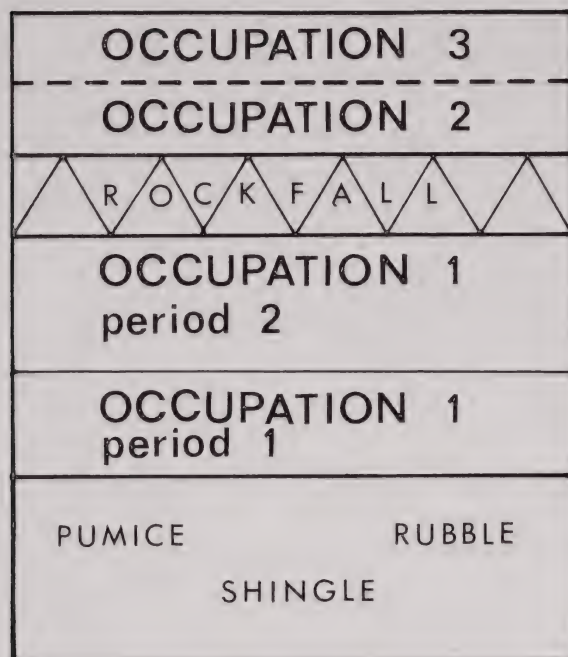 OCCUPATION 3
OCCUPATION 2
ROCKFALL
OCCUPATION 1
period 2
OCCUPATION 1
period 1
PUMICE RUBBLE
SHINGLE